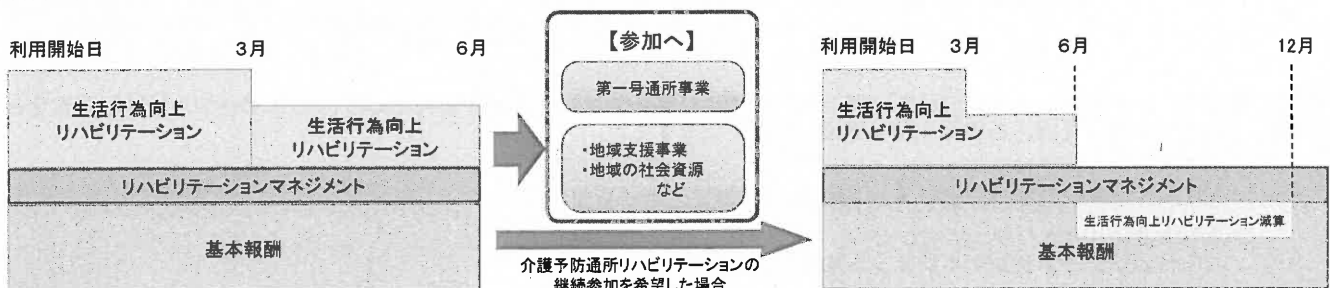 利用開始日
3月
6月
生活行為向上
リハビリテーション
生活行為向上
リハビリテーション
リハビリテーションマネジメント
基本報酬
【参加へ】
第一号通所事業
・地域支援事業
・地域の社会資源
など
介護予防通所リハビリテーションの
継続参加を希望した場合
利用開始日
3月
6月
12月
生活行為向上
リハビリテーション
リハビリテーションマネジメント
生活行為向上リハビリテーション減算
基本報酬